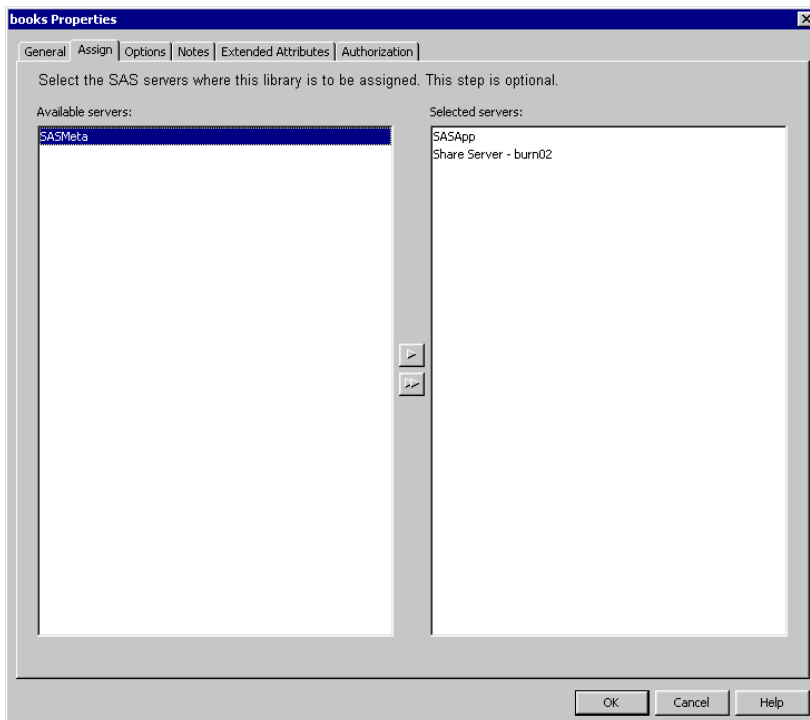 books Properties
General Assign Options Notes Extended Attributes Authorization
Select the SAS servers where this library is to be assigned. This step is optional.
Available servers: Selected servers:
SASMeta SASApp
Share Server - burn02
OK Cancel Help